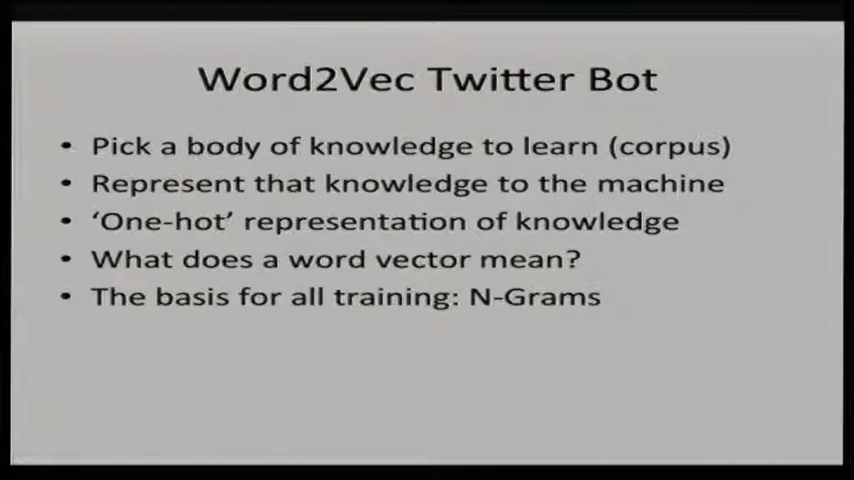 Word2Vec Twitter Bot
• Pick a body of knowledge to learn (corpus)
• Represent that knowledge to the machine
• ‘One-hot’ representation of knowledge
• What does a word vector mean?
• The basis for all training: N-Grams